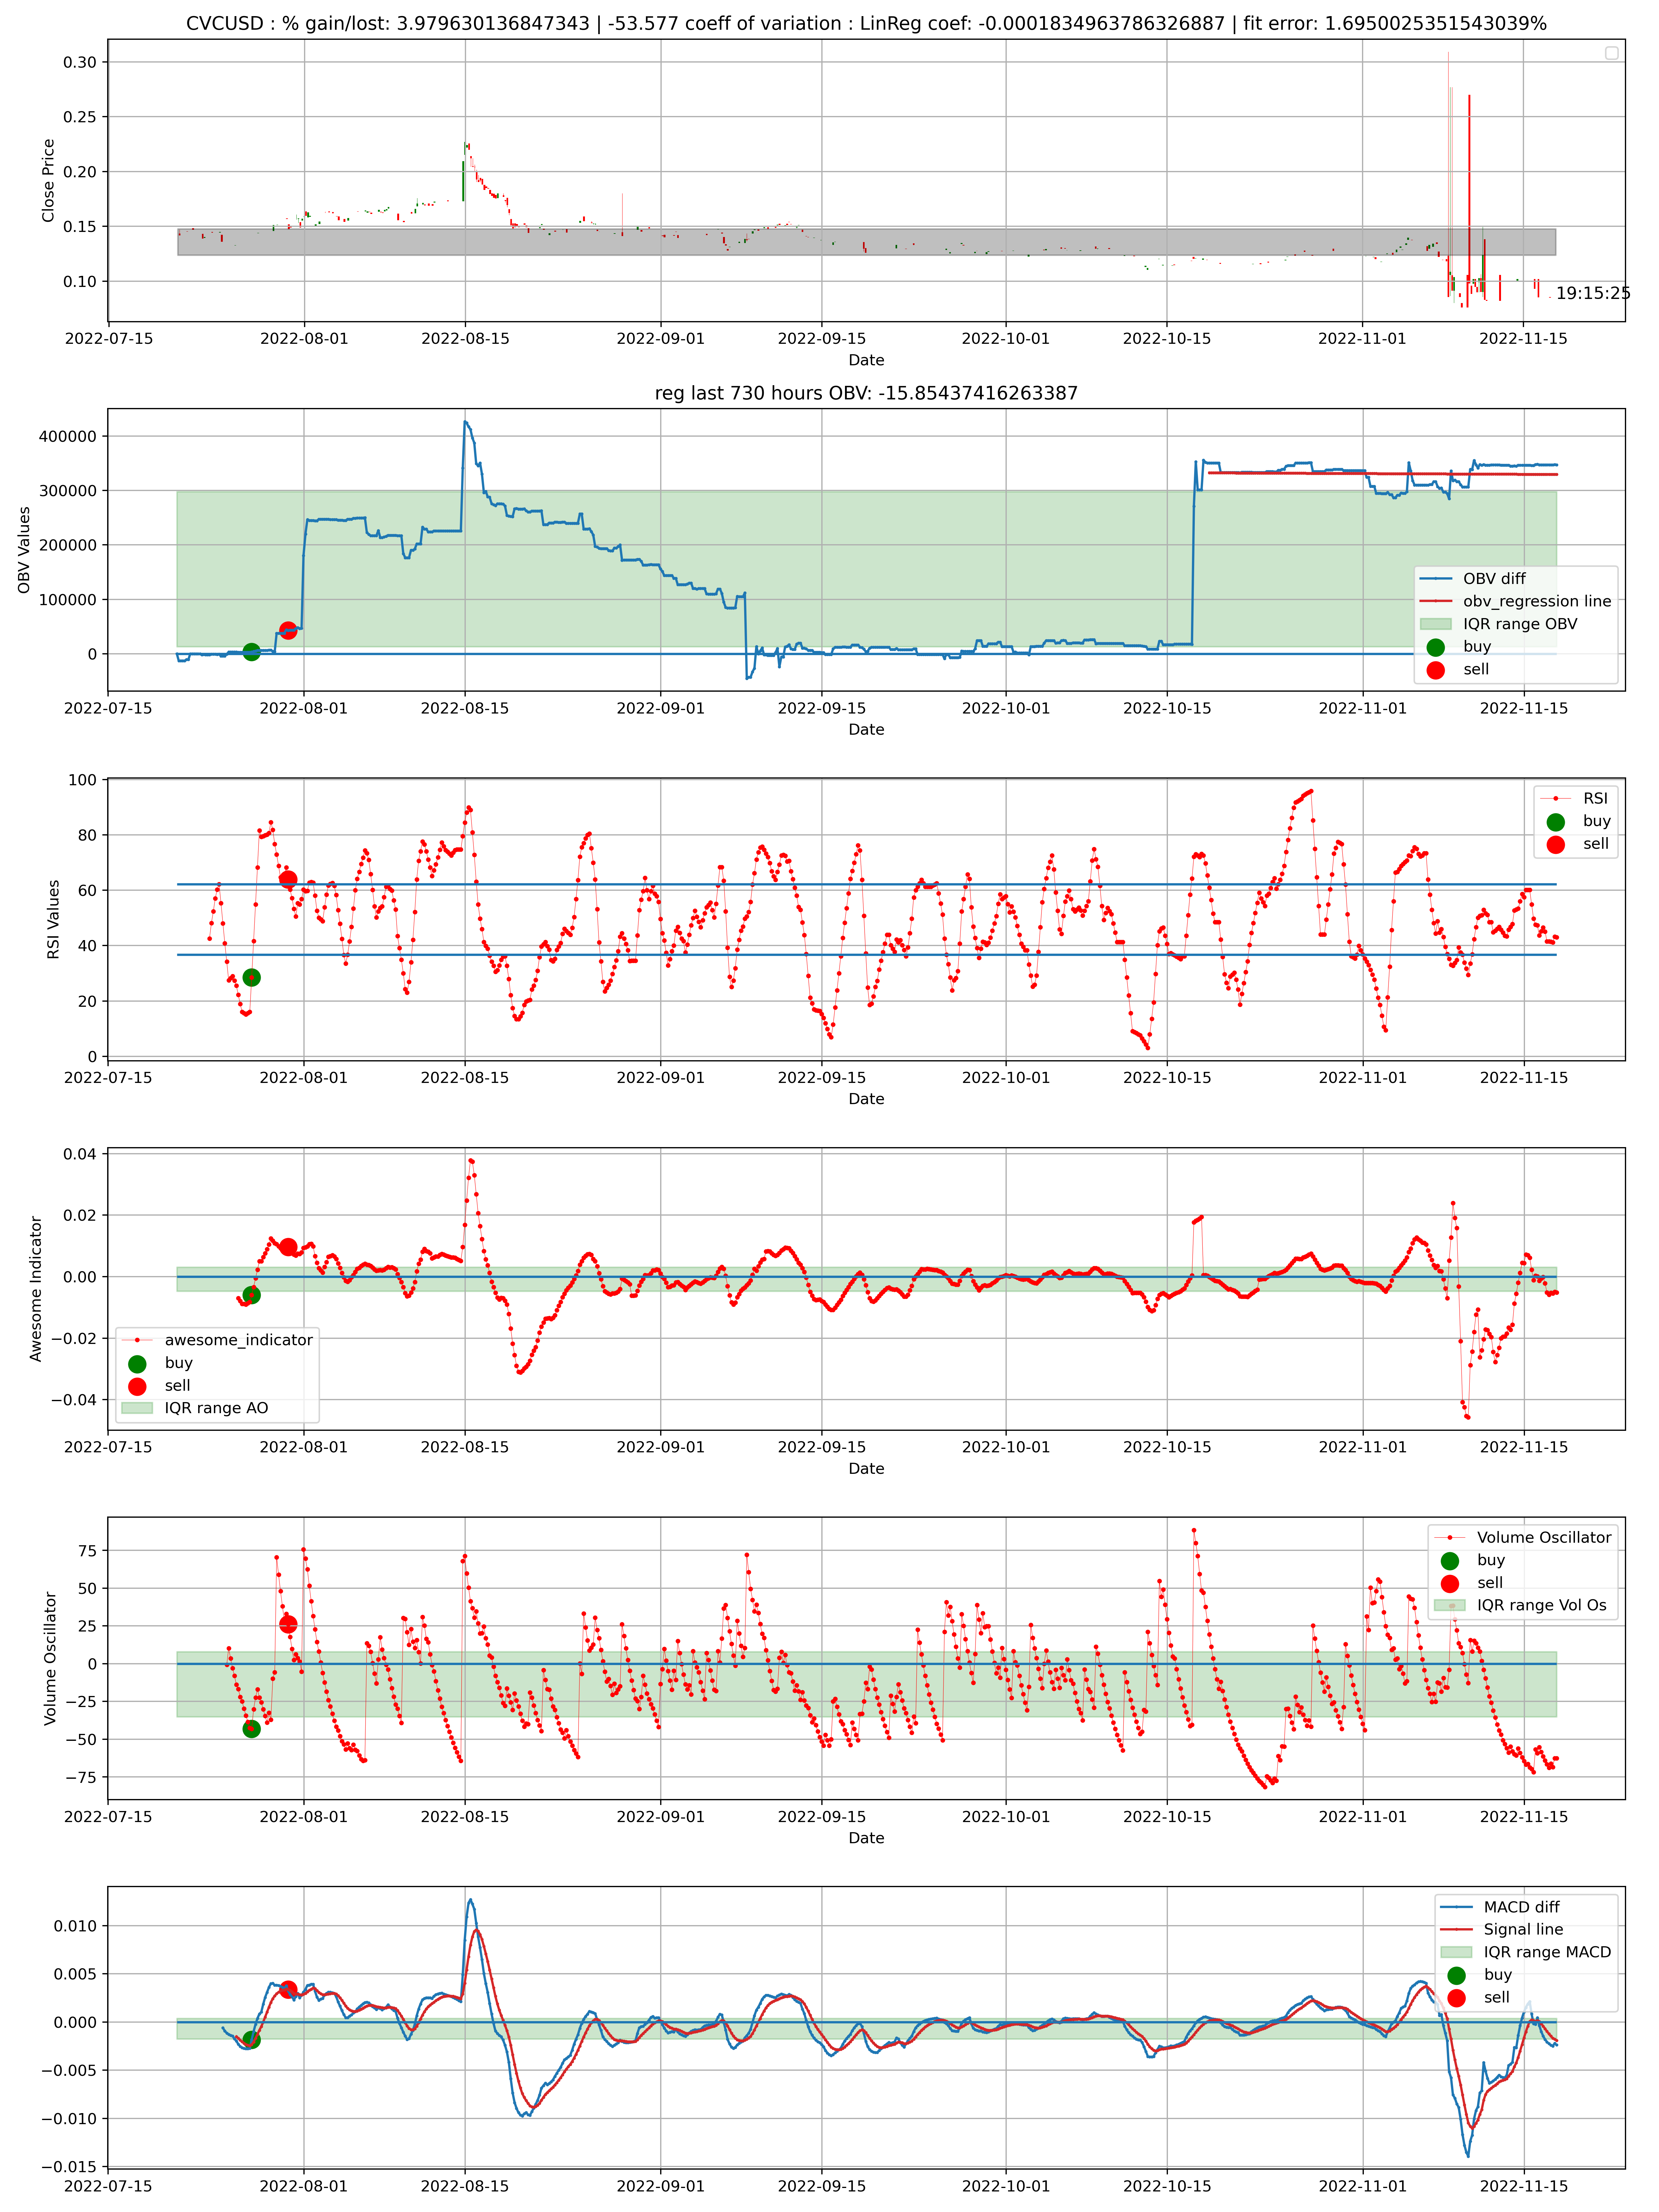 CVCUSD : % gain/lost: 3.979630136847343 | -53.577 coeff of variation : LinReg coef: -0.0001834963786326887 | fit error: 1.6950025351543039%
Close Price
0.30
0.25
0.20
0.15
0.10
19:15:25
2022-07-15 2022-08-01 2022-08-15 2022-09-01 2022-09-15 2022-10-01 2022-10-15 2022-11-01 2022-11-15
Date
reg last 730 hours OBV: -15.85437416263387
OBV Values
400000
300000
200000
100000
0
OBV diff
obv_regression line
IQR range OBV
buy
sell
2022-07-15 2022-08-01 2022-08-15 2022-09-01 2022-09-15 2022-10-01 2022-10-15 2022-11-01 2022-11-15
Date
RSI Values
100
80
60
40
20
0
RSI
buy
sell
2022-07-15 2022-08-01 2022-08-15 2022-09-01 2022-09-15 2022-10-01 2022-10-15 2022-11-01 2022-11-15
Date
Awesome Indicator
0.04
0.02
0.00
−0.02
−0.04
awesome_indicator
buy
sell
IQR range AO
2022-07-15 2022-08-01 2022-08-15 2022-09-01 2022-09-15 2022-10-01 2022-10-15 2022-11-01 2022-11-15
Date
Volume Oscillator
75
50
25
0
−25
−50
−75
Volume Oscillator
buy
sell
IQR range Vol Os
2022-07-15 2022-08-01 2022-08-15 2022-09-01 2022-09-15 2022-10-01 2022-10-15 2022-11-01 2022-11-15
Date
0.010
0.005
0.000
−0.005
−0.010
−0.015
MACD diff
Signal line
IQR range MACD
buy
sell
2022-07-15 2022-08-01 2022-08-15 2022-09-01 2022-09-15 2022-10-01 2022-10-15 2022-11-01 2022-11-15